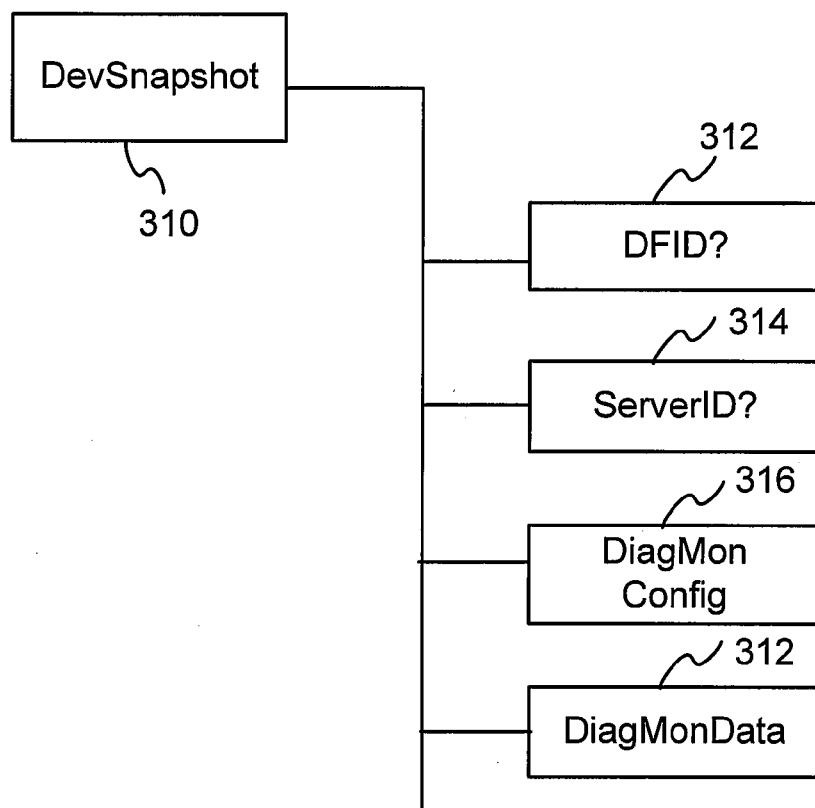 DevSnapshot
310
312
DFID?
314
ServerID?
316
DiagMon
Config
312
DiagMonData